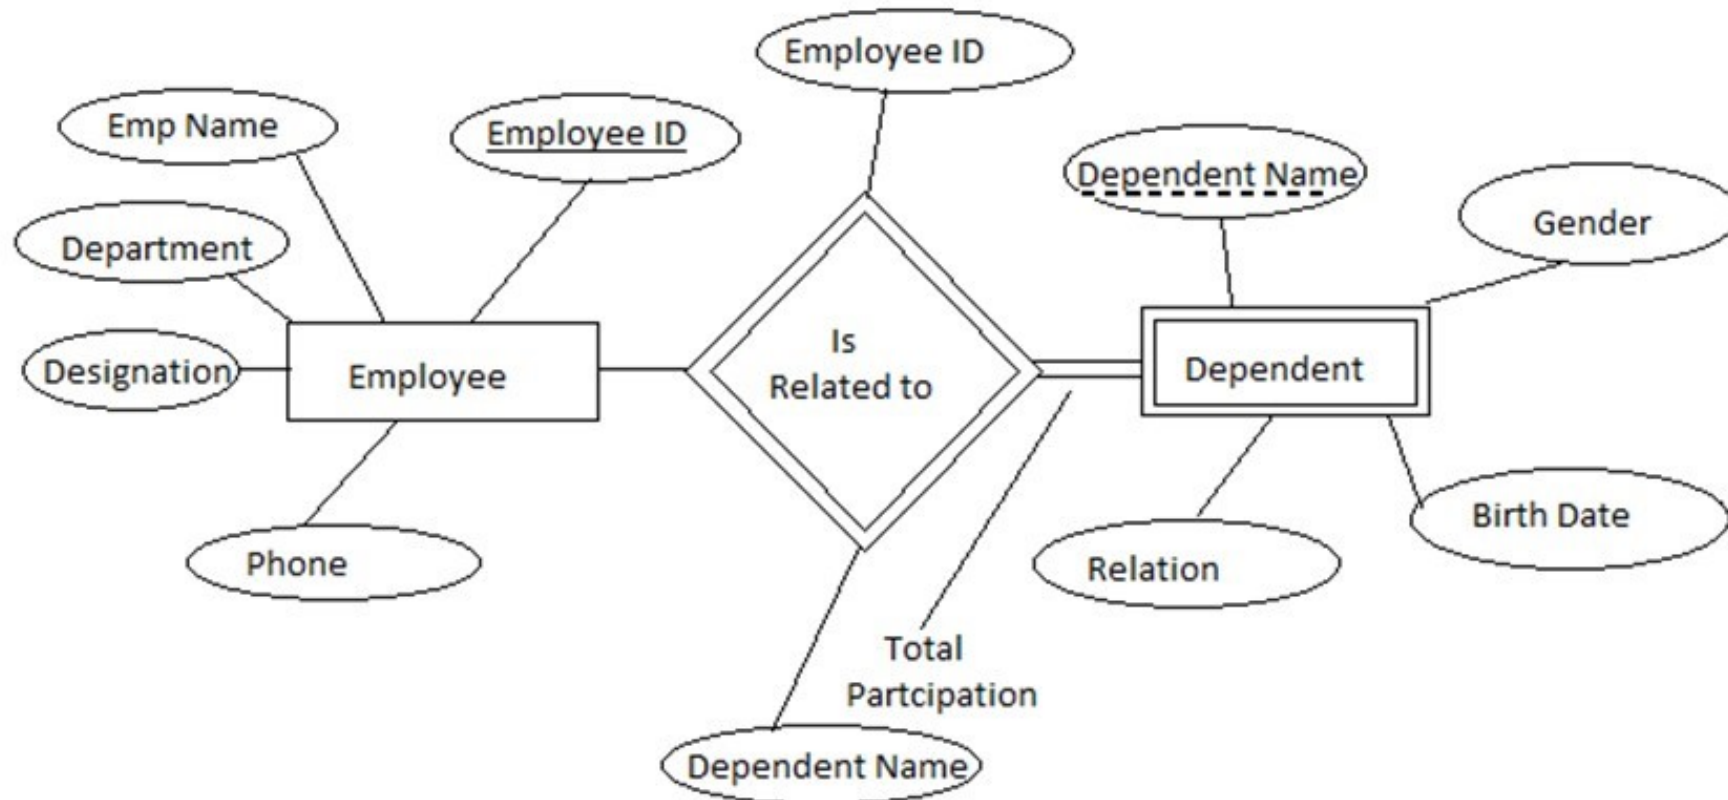 Employee ID
Emp Name
Employee ID
Dependent Name
Gender
Department
Is
Related to
Designation
Employee
Dependent
Phone
Relation
Birth Date
Total
Partcipation
Dependent Name